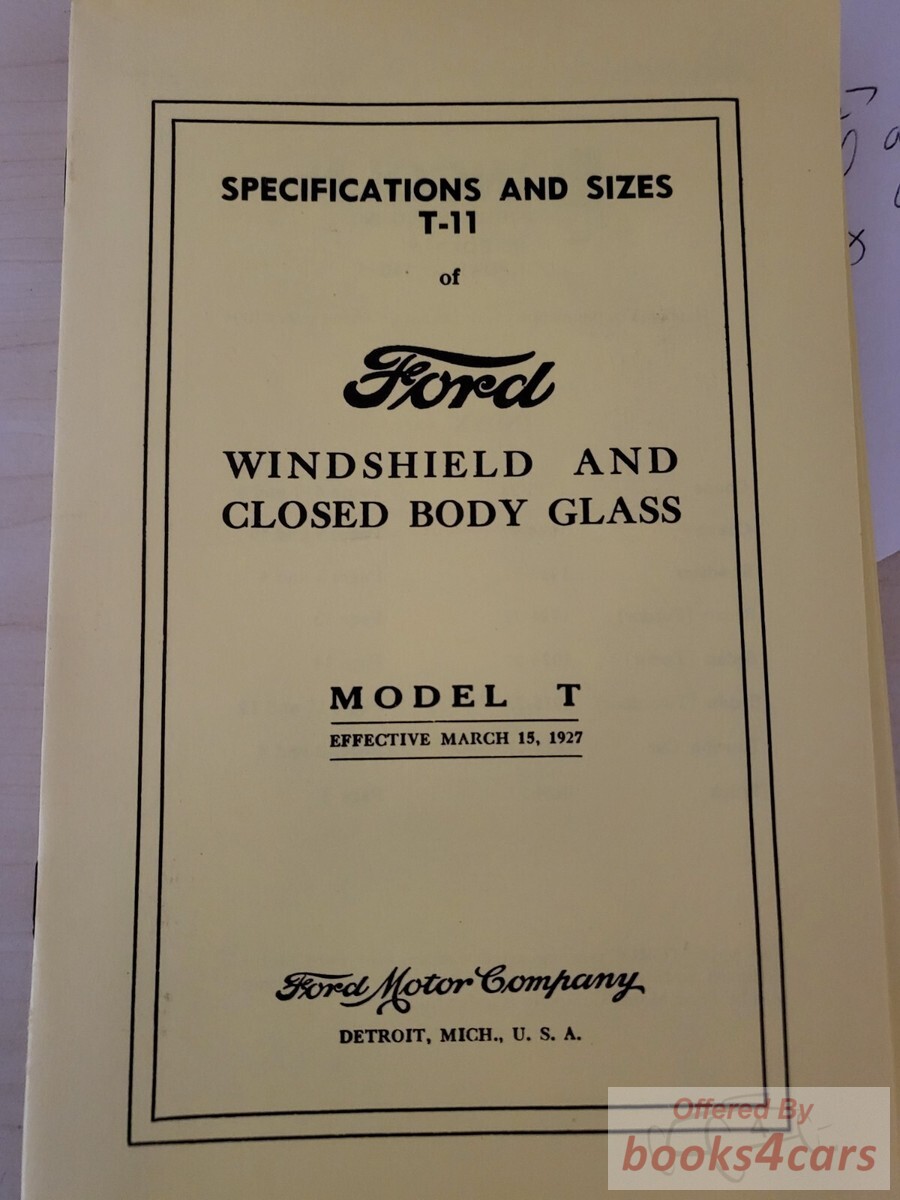 SPECIFICATIONS AND SIZES
T-11
of
Ford
WINDSHIELD AND
CLOSED BODY GLASS
MODEL T
EFFECTIVE MARCH 15, 1927
Ford Motor Company
DETROIT, MICH., U. S. A.
Offered By
books4cars